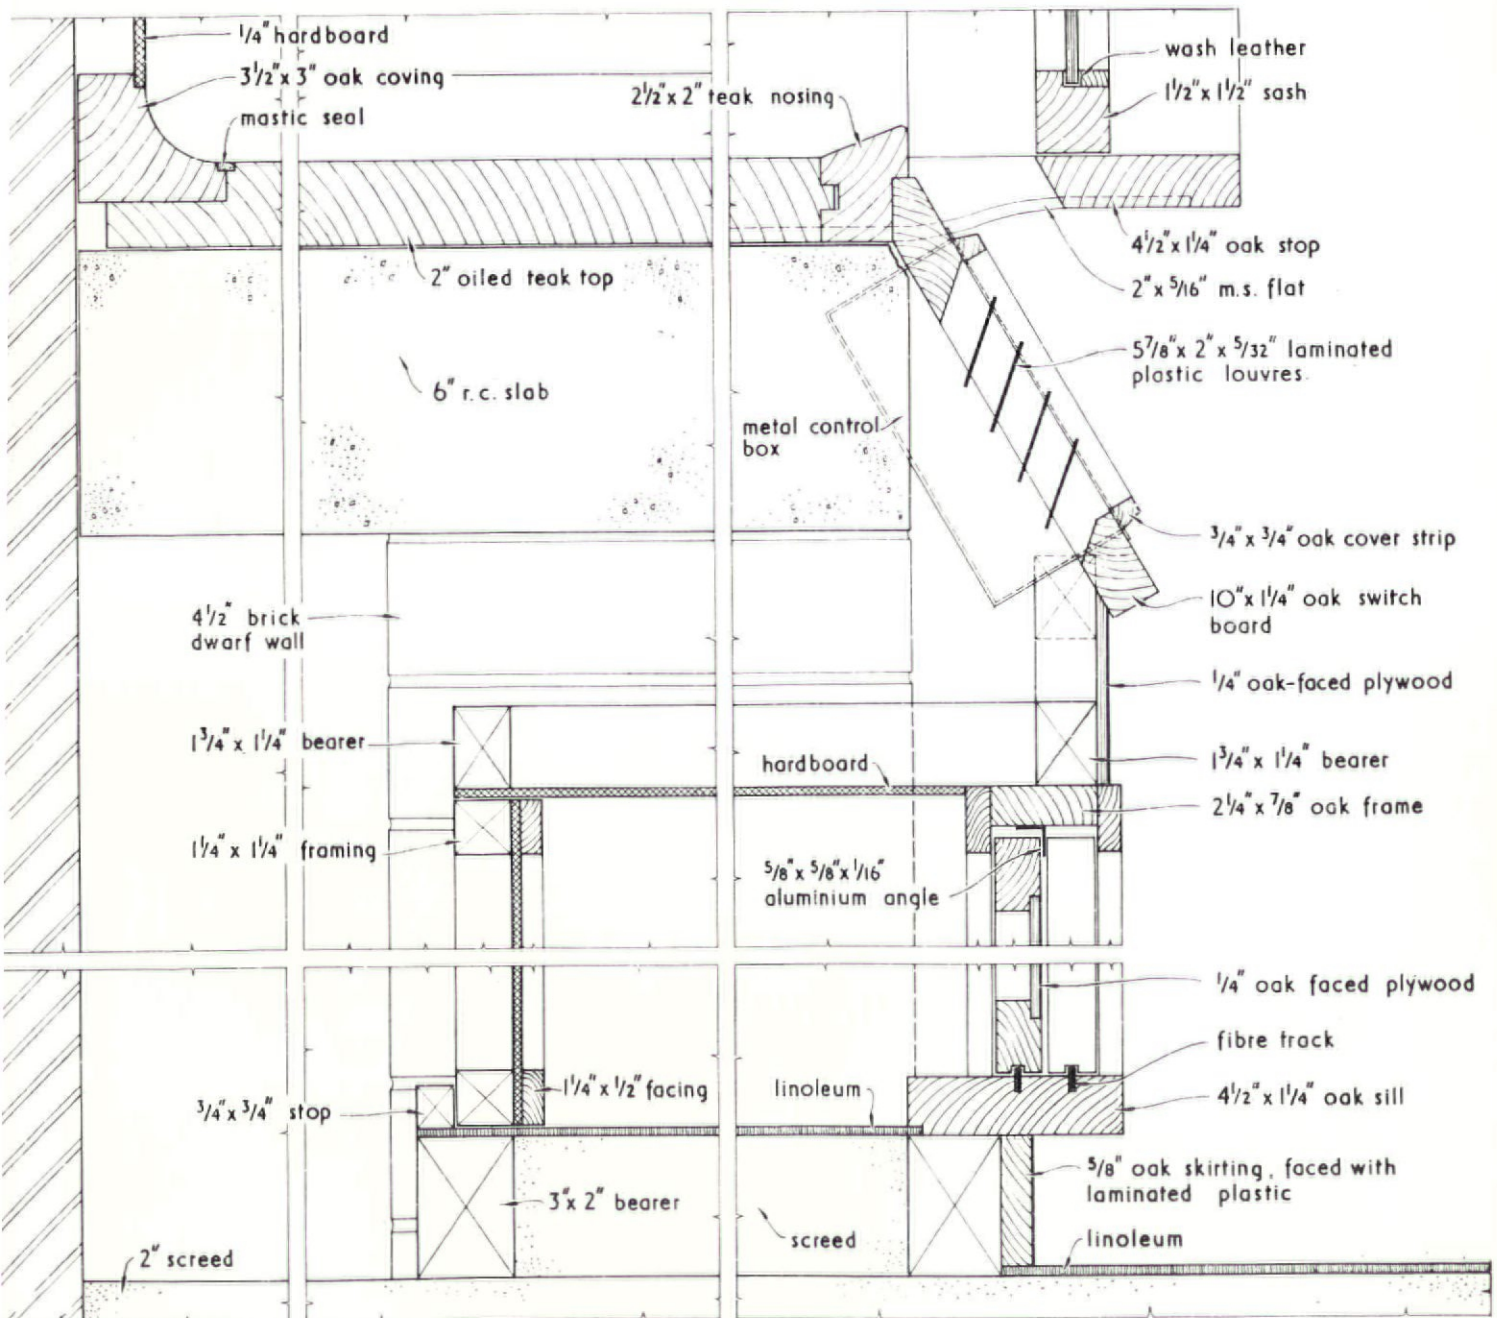 1/4" hardboard
3 1/2" x 3" oak coving
mastic seal
2 1/2" x 2" teak nosing
wash leather
1 1/2" x 1 1/2" sash
2" oiled teak top
4 1/2" x 1 1/4" oak stop
2" x 5/16" m.s. flat
6" r.c. slab
5 7/8" x 2" x 5/32" laminated
plastic louvres.
metal control
box
3/4" x 3/4" oak cover strip
4 1/2" brick
dwarf wall
10" x 1 1/4" oak switch
board
1/4" oak-faced plywood
1 3/4" x 1 1/4" bearer
hardboard
1 3/4" x 1 1/4" bearer
2 1/4" x 7/8" oak frame
1 1/4" x 1 1/4" framing
5/8" x 5/8" x 1/16"
aluminium angle
1/4" oak faced plywood
fibre track
3/4" x 3/4" stop
1 1/4" x 1/2" facing
linoleum
4 1/2" x 1 1/4" oak sill
5/8" oak skirting, faced with
laminated plastic
3" x 2" bearer
screed
linoleum
2" screed